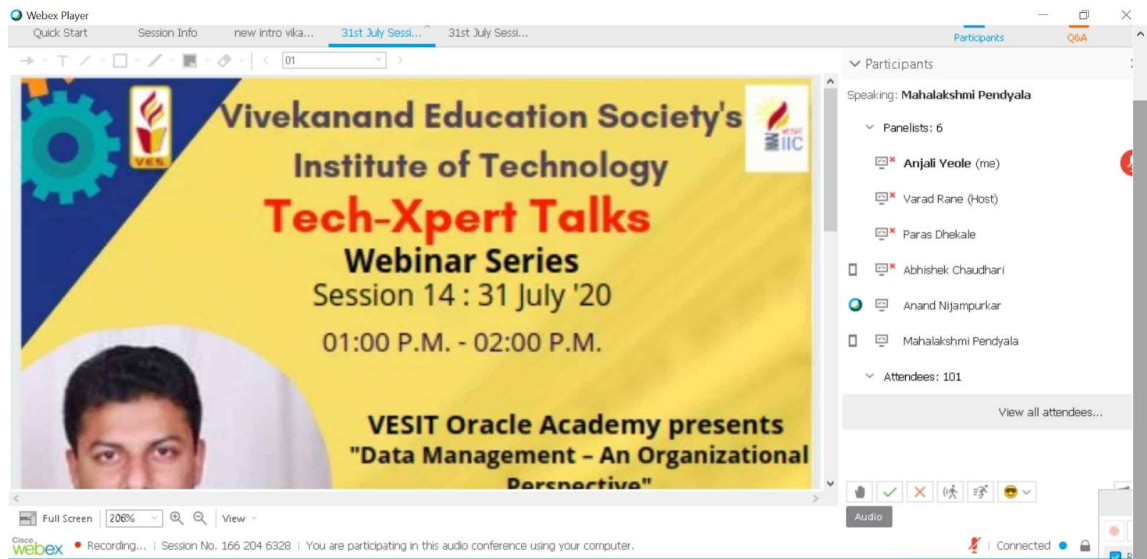 Webex Player
Quick Start Session Info new intro vika... 31st July Sessi... 31st July Sessi...
Participants Q&A
T 01
Participants
Speaking: Mahalakshmi Pendyala
Panelists: 6
Anjali Yeole (me)
Varad Rane (Host)
Paras Dhekale
Abhishek Chaudhari
Anand Nijampurkar
Mahalakshmi Pendyala
Attendees: 101
View all attendees...
Audio
VES
VESIT
IIC
Vivekanand Education Society's
Institute of Technology
Tech-Xpert Talks
Webinar Series
Session 14 : 31 July '20
01:00 P.M. - 02:00 P.M.
VESIT Oracle Academy presents
"Data Management – An Organizational
Perspective"
Full Screen 206% View
Cisco webex Recording... Session No. 166 204 6328 You are participating in this audio conference using your computer. Connected